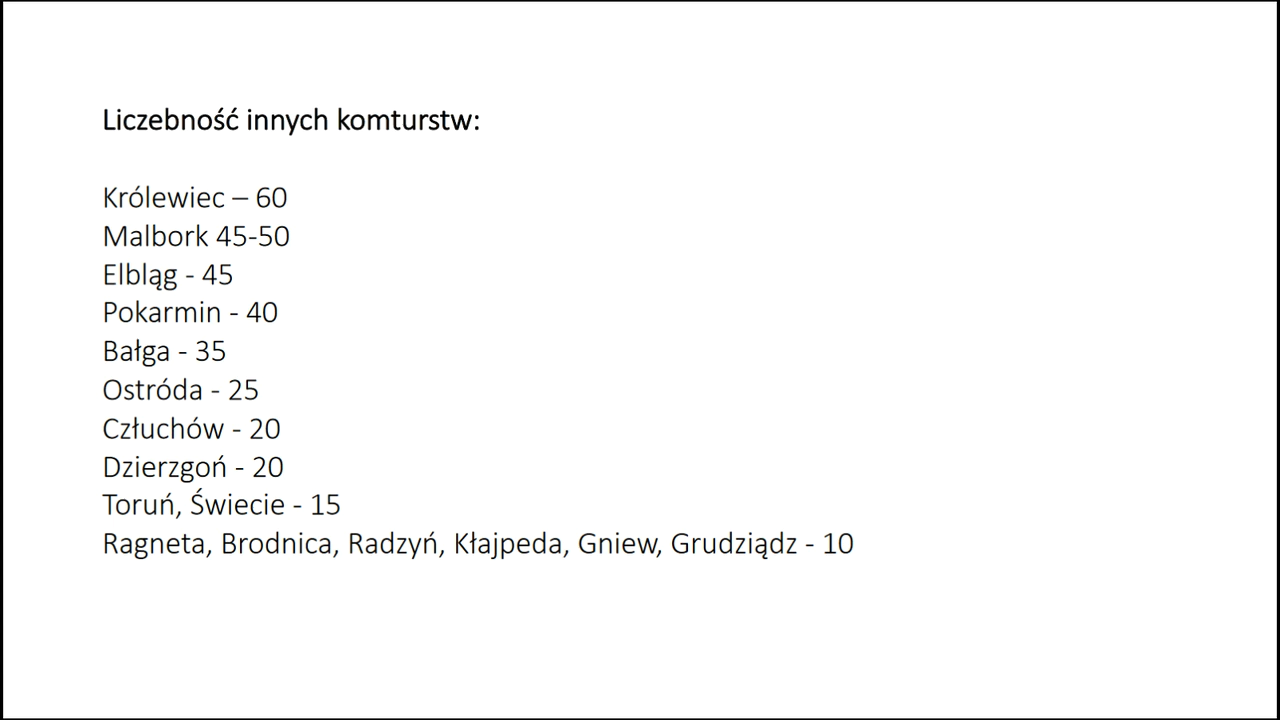 Liczebność innych komturstw:
Królewiec – 60
Malbork 45-50
Elbląg - 45
Pokarmin - 40
Bałga - 35
Ostróda - 25
Człuchów - 20
Dzierzgoń - 20
Toruń, Świecie - 15
Ragneta, Brodnica, Radzyń, Kłajpeda, Gniew, Grudziądz - 10